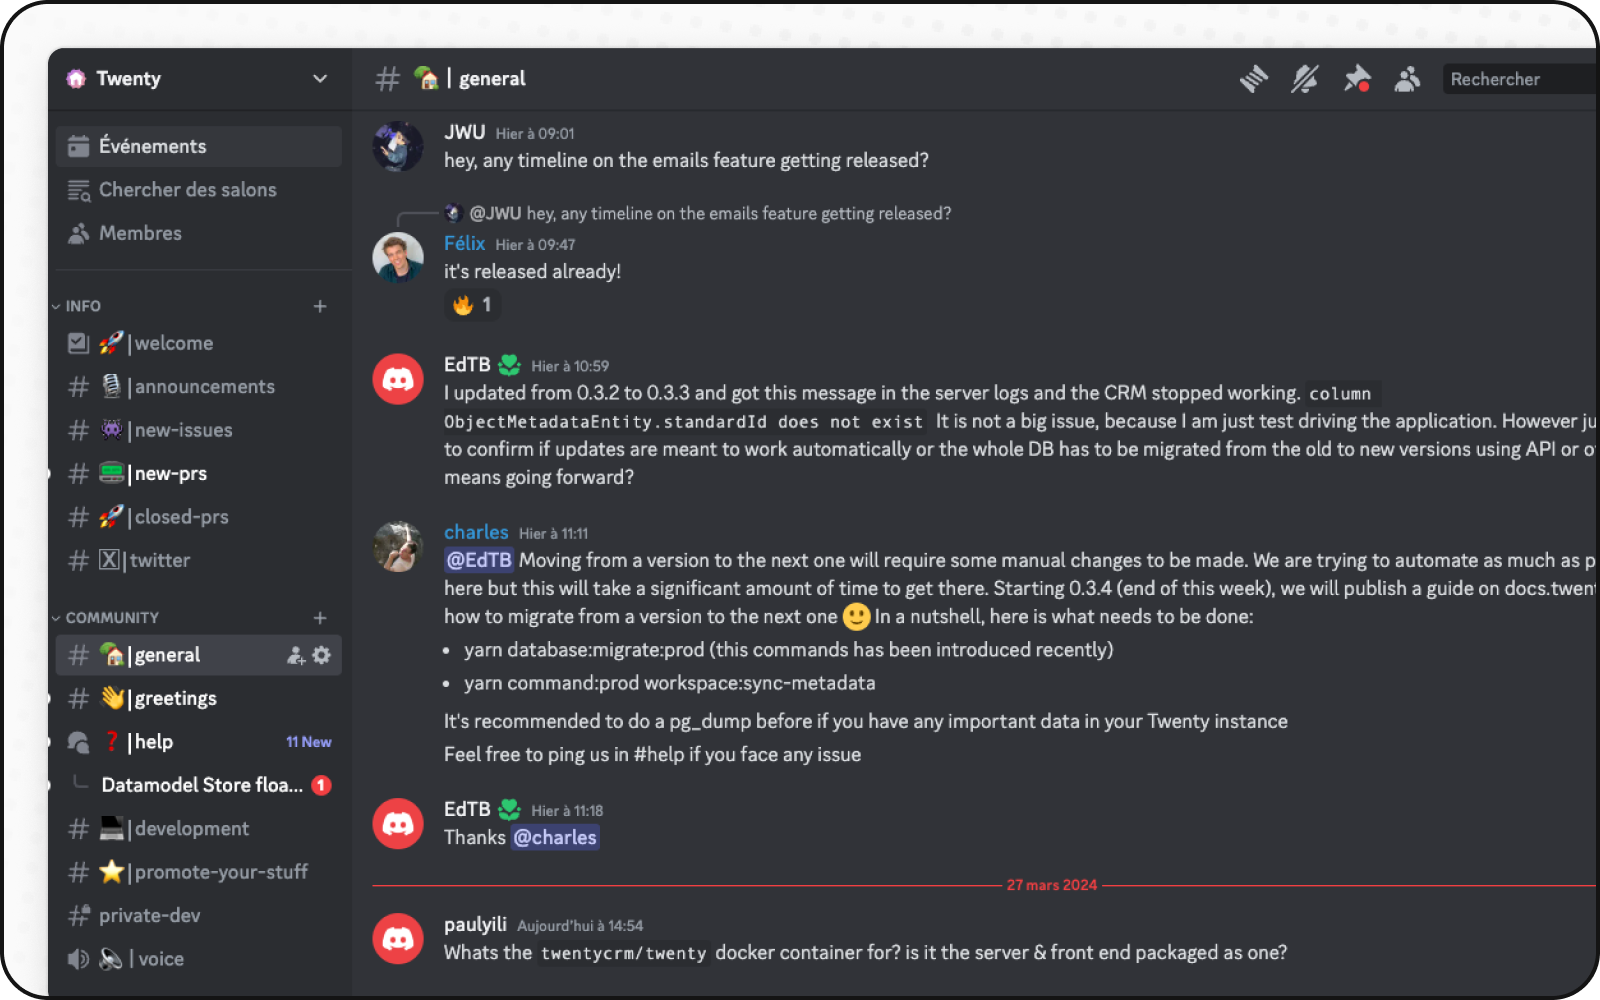 Twenty
Événements
Chercher des salons
Membres
INFO
|welcome
|announcements
|new-issues
|new-prs
|closed-prs
X|twitter
COMMUNITY
|general
|greetings
|help 11 New
Datamodel Store floa... 1
|development
|promote-your-stuff
private-dev
| voice
| general
Rechercher
JWU Hier à 09:01
hey, any timeline on the emails feature getting released?
@JWU hey, any timeline on the emails feature getting released?
Félix Hier à 09:47
it's released already!
1
EdTB Hier à 10:59
I updated from 0.3.2 to 0.3.3 and got this message in the server logs and the CRM stopped working. column
ObjectMetadataEntity.standardId does not exist It is not a big issue, because I am just test driving the application. However
to confirm if updates are meant to work automatically or the whole DB has to be migrated from the old to new versions using API or
means going forward?
charles Hier à 11:11
@EdTB Moving from a version to the next one will require some manual changes to be made. We are trying to automate as much as
here but this will take a significant amount of time to get there. Starting 0.3.4 (end of this week), we will publish a guide on docs.twen
how to migrate from a version to the next one In a nutshell, here is what needs to be done:
• yarn database:migrate:prod (this commands has been introduced recently)
• yarn command:prod workspace:sync-metadata
It's recommended to do a pg_dump before if you have any important data in your Twenty instance
Feel free to ping us in #help if you face any issue
EdTB Hier à 11:18
Thanks @charles
27 mars 2024
paulyili Aujourd'hui à 14:54
Whats the twentycrm/twenty docker container for? is it the server & front end packaged as one?